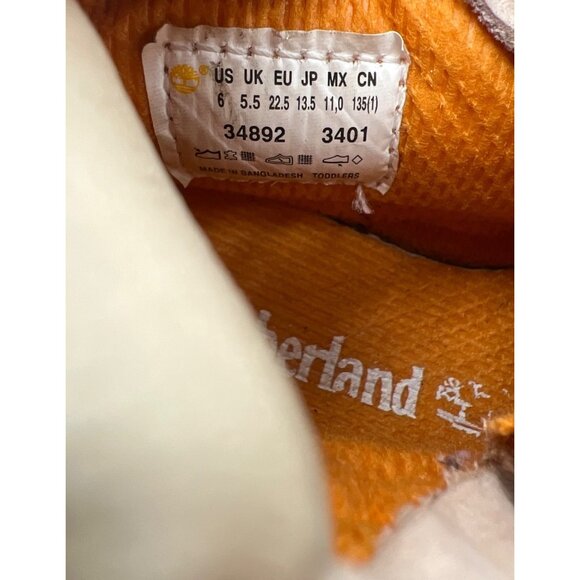 US UK EU JP MX CN
6 5.5 22.5 13.5 11,0 135(1)
34892 3401
MADE IN BANGLADESH TODDLERS
berland